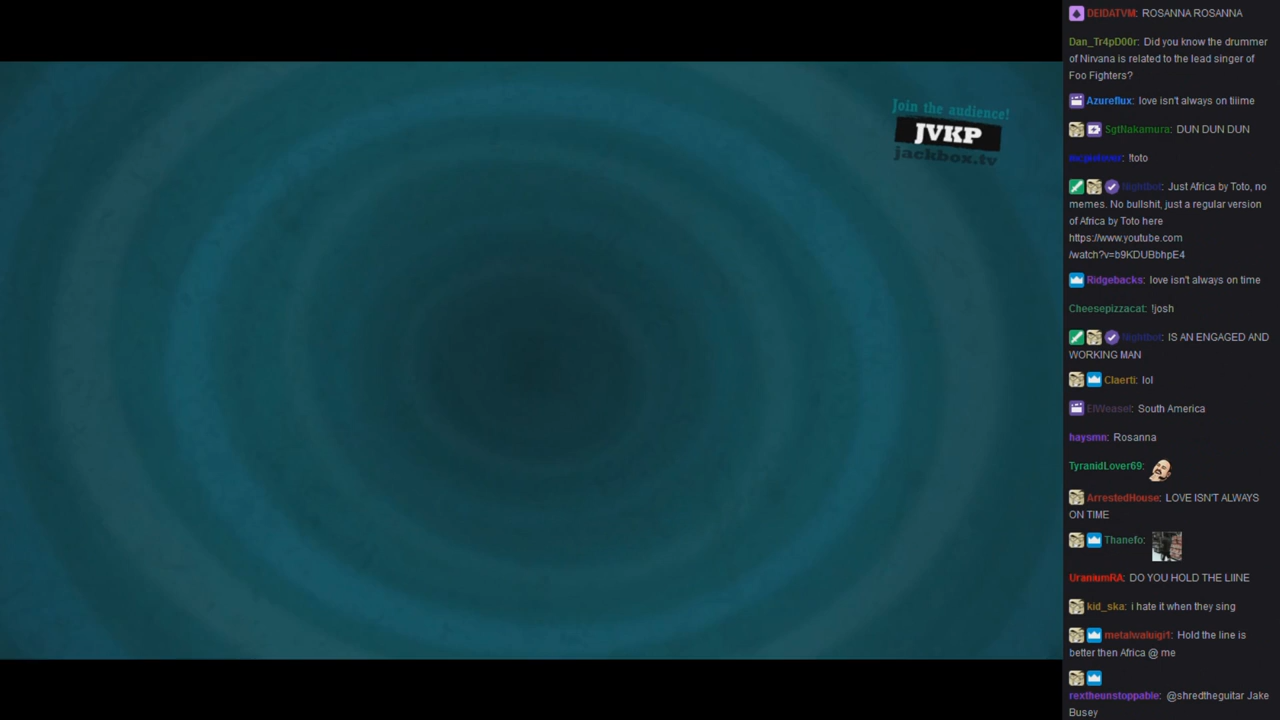 Join the audience!
JVKP
jackbox.tv
DEIDATVM: ROSANNA ROSANNA
Dan_Tr4pD00r: Did you know the drummer
of Nirvana is related to the lead singer of
Foo Fighters?
Azureflux: love isn't always on tiiime
SgtNakamura: DUN DUN DUN
: !toto
Nightbot: Just Africa by Toto, no
memes. No bullshit, just a regular version
of Africa by Toto here
https://www.youtube.com
/watch?v=b9KDUBbhpE4
Ridgebacks: love isn't always on time
Cheesepizzacat: !josh
Nightbot: IS AN ENGAGED AND
WORKING MAN
Claerti: lol
ElWeasel: South America
haysmn: Rosanna
TyranidLover69:
ArrestedHouse: LOVE ISN'T ALWAYS
ON TIME
Thanefo:
UraniumRA: DO YOU HOLD THE LIINE
kid_ska: i hate it when they sing
metalwaluigi1: Hold the line is
better then Africa @ me
rextheunstoppable: @shredtheguitar Jake
Busey